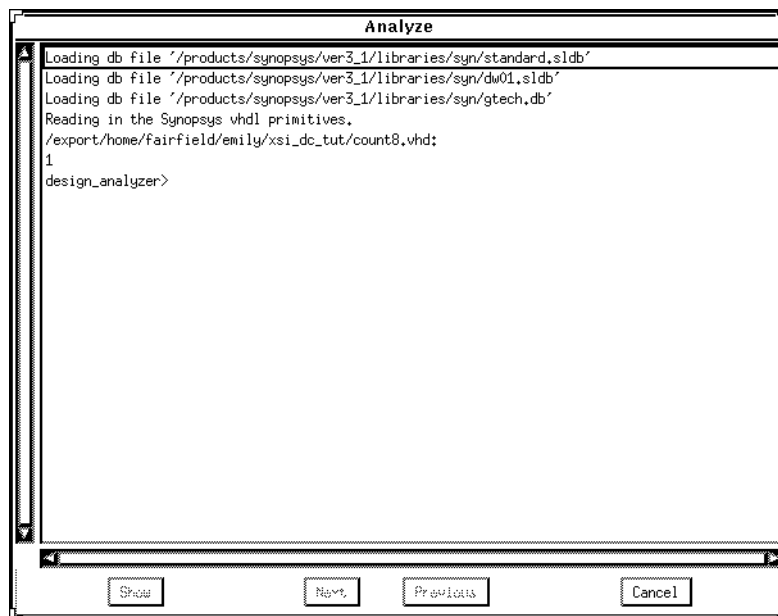 Analyze
Loading db file '/products/synopsys/ver3_1/libraries/syn/standard.sldb'
Loading db file '/products/synopsys/ver3_1/libraries/syn/dw01.sldb'
Loading db file '/products/synopsys/ver3_1/libraries/syn/gtech.db'
Reading in the Synopsys vhdl primitives.
/export/home/fairfield/emily/xsi_dc_tut/count8.vhd:
1
design_analyzer>
Show Next Previous Cancel